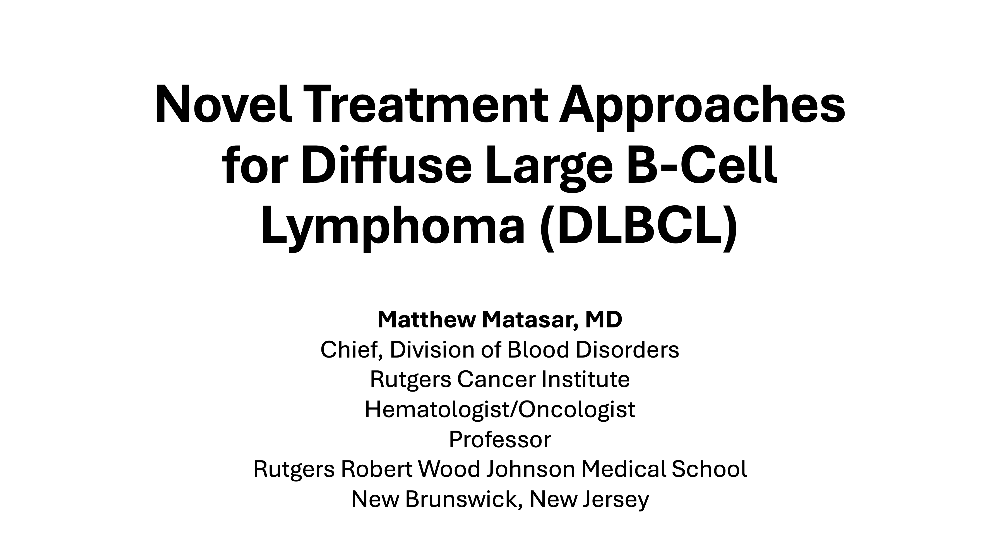 Novel Treatment Approaches
for Diffuse Large B-Cell
Lymphoma (DLBCL)
Matthew Matasar, MD
Chief, Division of Blood Disorders
Rutgers Cancer Institute
Hematologist/Oncologist
Professor
Rutgers Robert Wood Johnson Medical School
New Brunswick, New Jersey